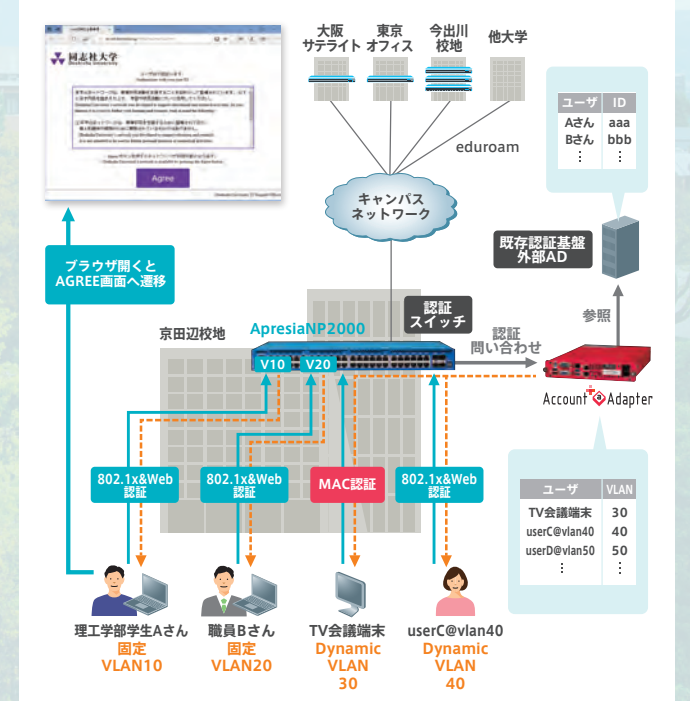 同志社大学
Doshisha University
Agree
大阪
サテライト
東京
オフィス
今出川
校地
他大学
eduroam
キャンパス
ネットワーク
ユーザ ID
Aさん aaa
Bさん bbb
⋮ ⋮
既存認証基盤
外部AD
参照
ブラウザ開くと
AGREE画面へ遷移
京田辺校地
ApresiaNP2000
認証
スイッチ
認証
問い合わせ
V10 V20
Account@Adapter
802.1x&Web
認証
802.1x&Web
認証
MAC認証
802.1x&Web
認証
ユーザ VLAN
TV会議端末 30
userC@vlan40 40
userD@vlan50 50
⋮ ⋮
理工学部学生Aさん
固定
VLAN10
職員Bさん
固定
VLAN20
TV会議端末
Dynamic
VLAN
30
userC@vlan40
Dynamic
VLAN
40